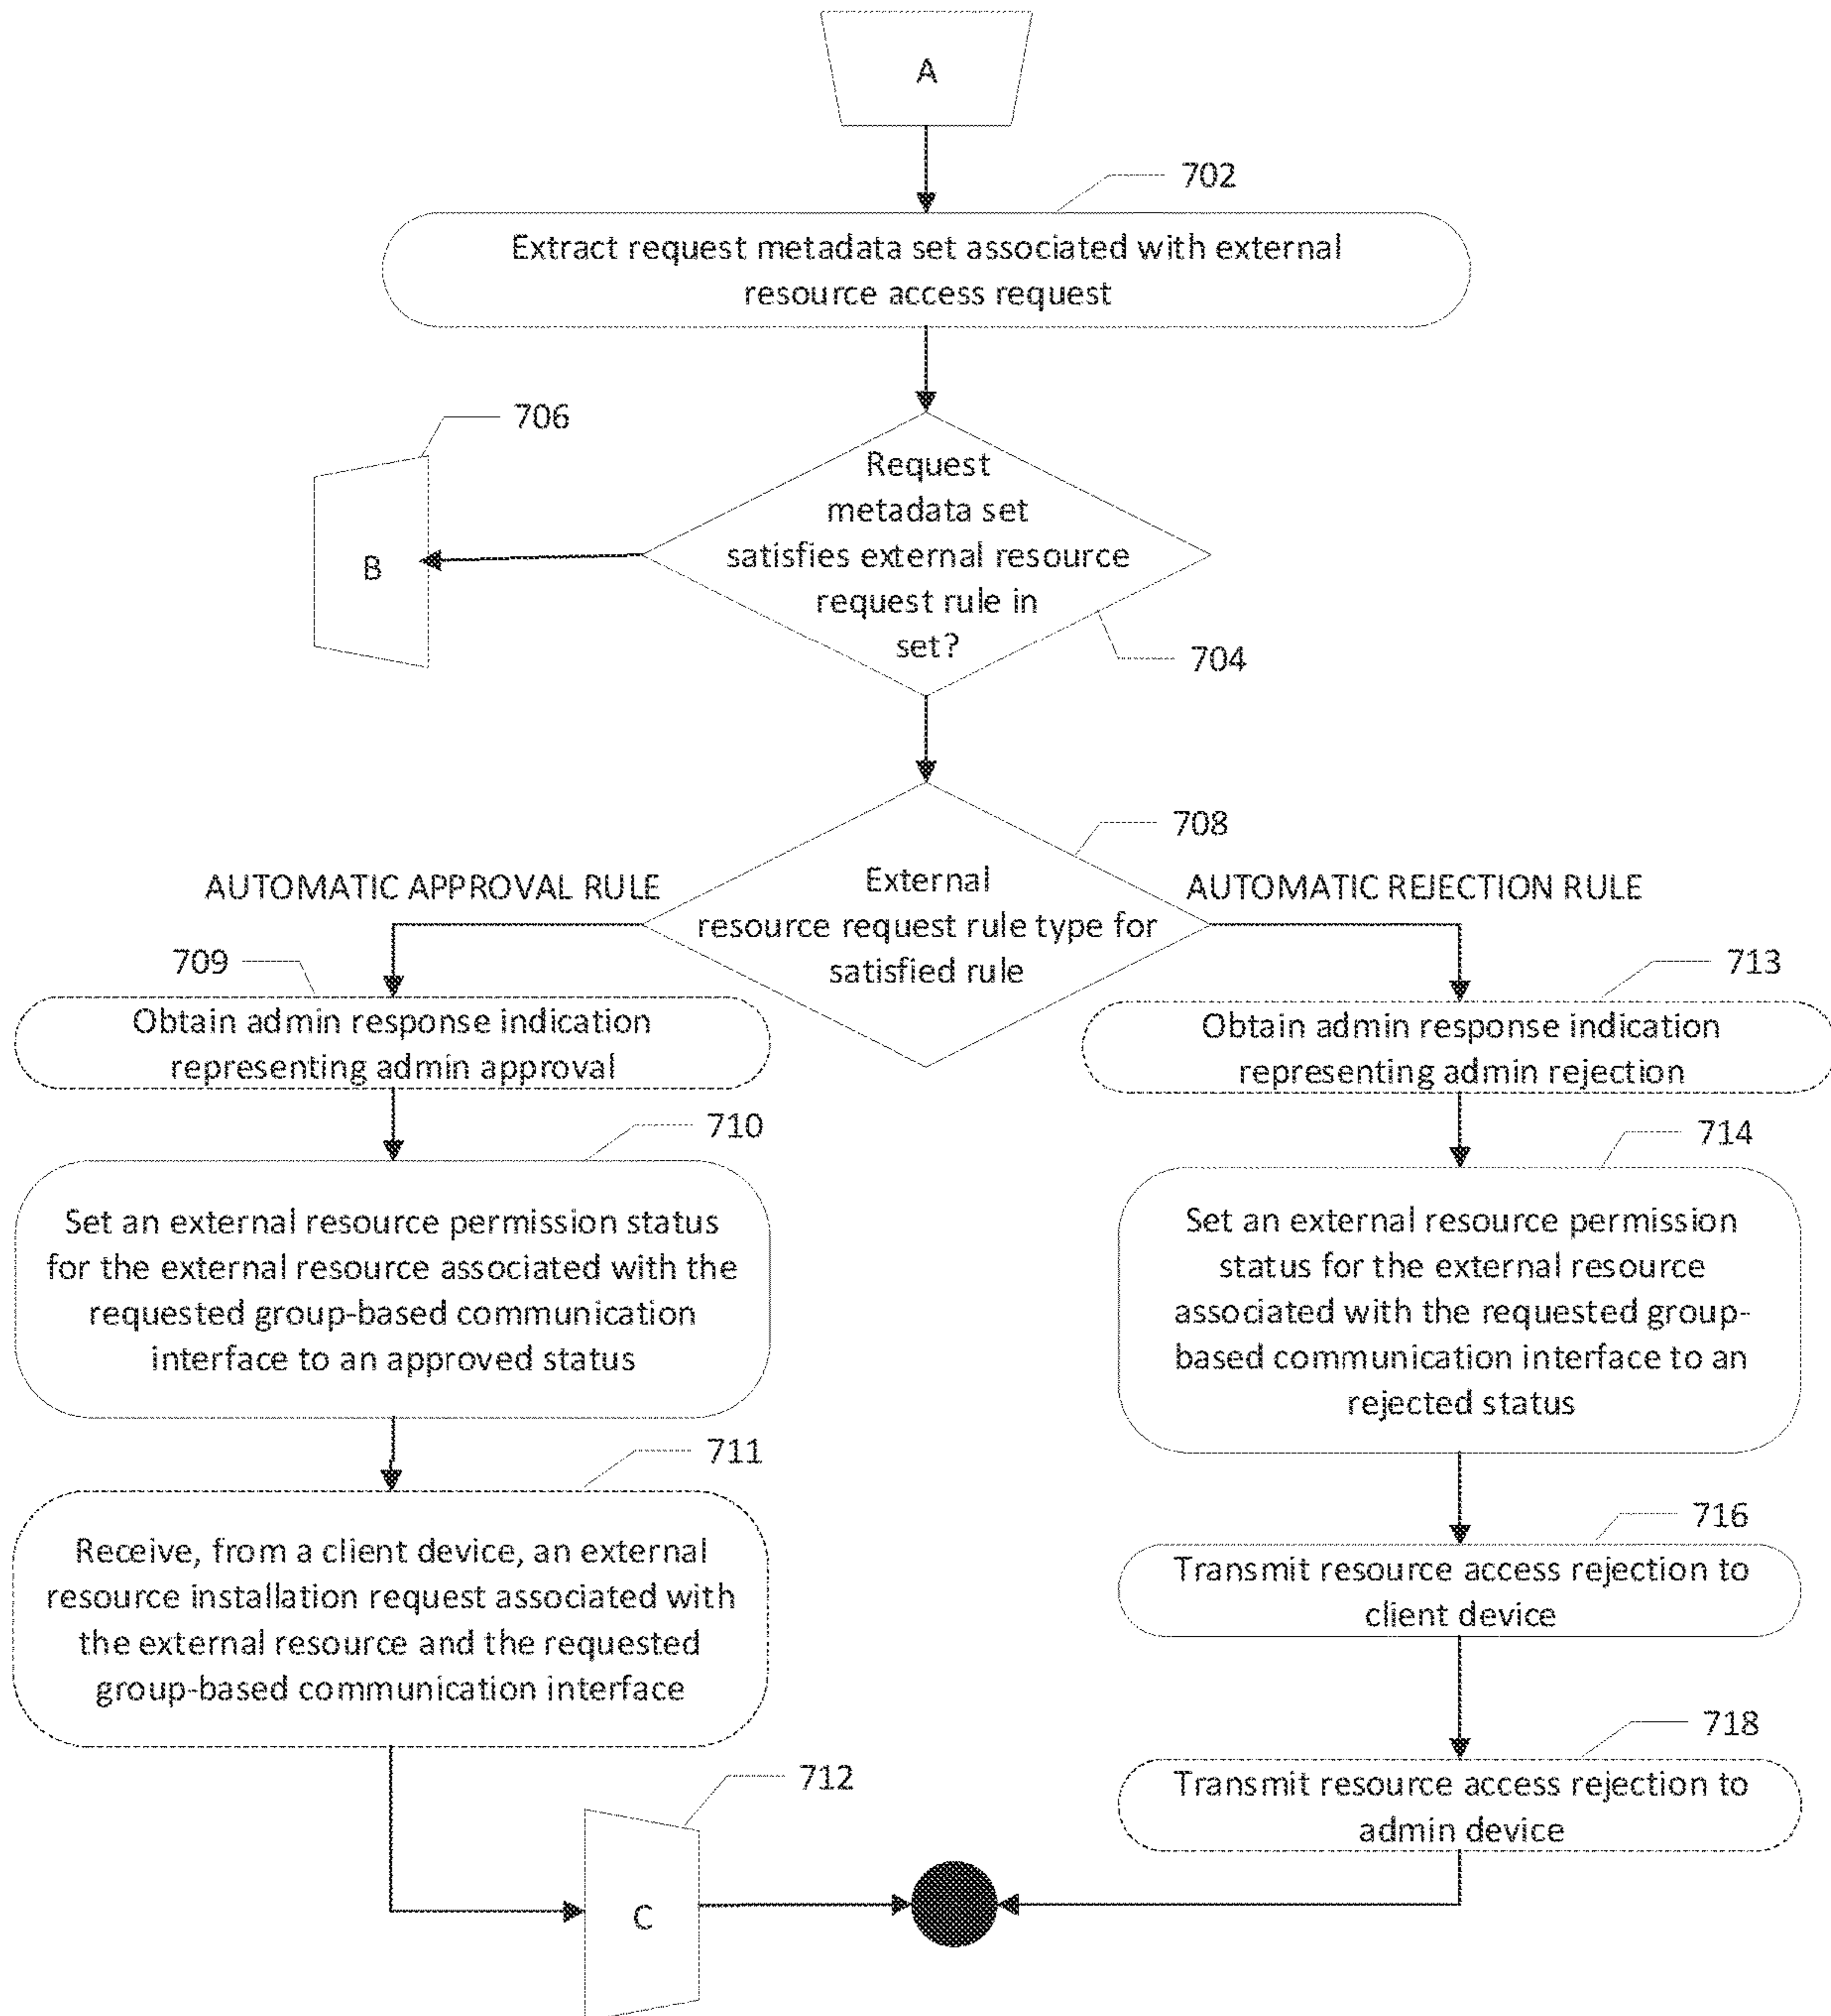 A
702
Extract request metadata set associated with external
resource access request
706
Request
metadata set
satisfies external resource
request rule in
set?
B
704
708
AUTOMATIC APPROVAL RULE
External
resource request rule type for
satisfied rule
AUTOMATIC REJECTION RULE
709
Obtain admin response indication
representing admin approval
713
Obtain admin response indication
representing admin rejection
710
Set an external resource permission status
for the external resource associated with the
requested group-based communication
interface to an approved status
714
Set an external resource permission
status for the external resource
associated with the requested group-
based communication interface to an
rejected status
711
Receive, from a client device, an external
resource installation request associated with
the external resource and the requested
group-based communication interface
716
Transmit resource access rejection to
client device
718
Transmit resource access rejection to
admin device
712
C